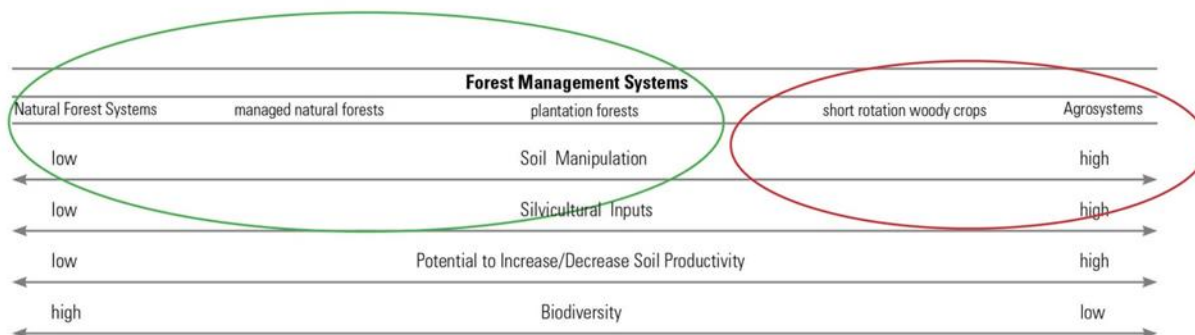 Forest Management Systems
Natural Forest Systems managed natural forests plantation forests short rotation woody crops Agrosystems
low Soil Manipulation high
low Silvicultural Inputs high
low Potential to Increase/Decrease Soil Productivity high
high Biodiversity low